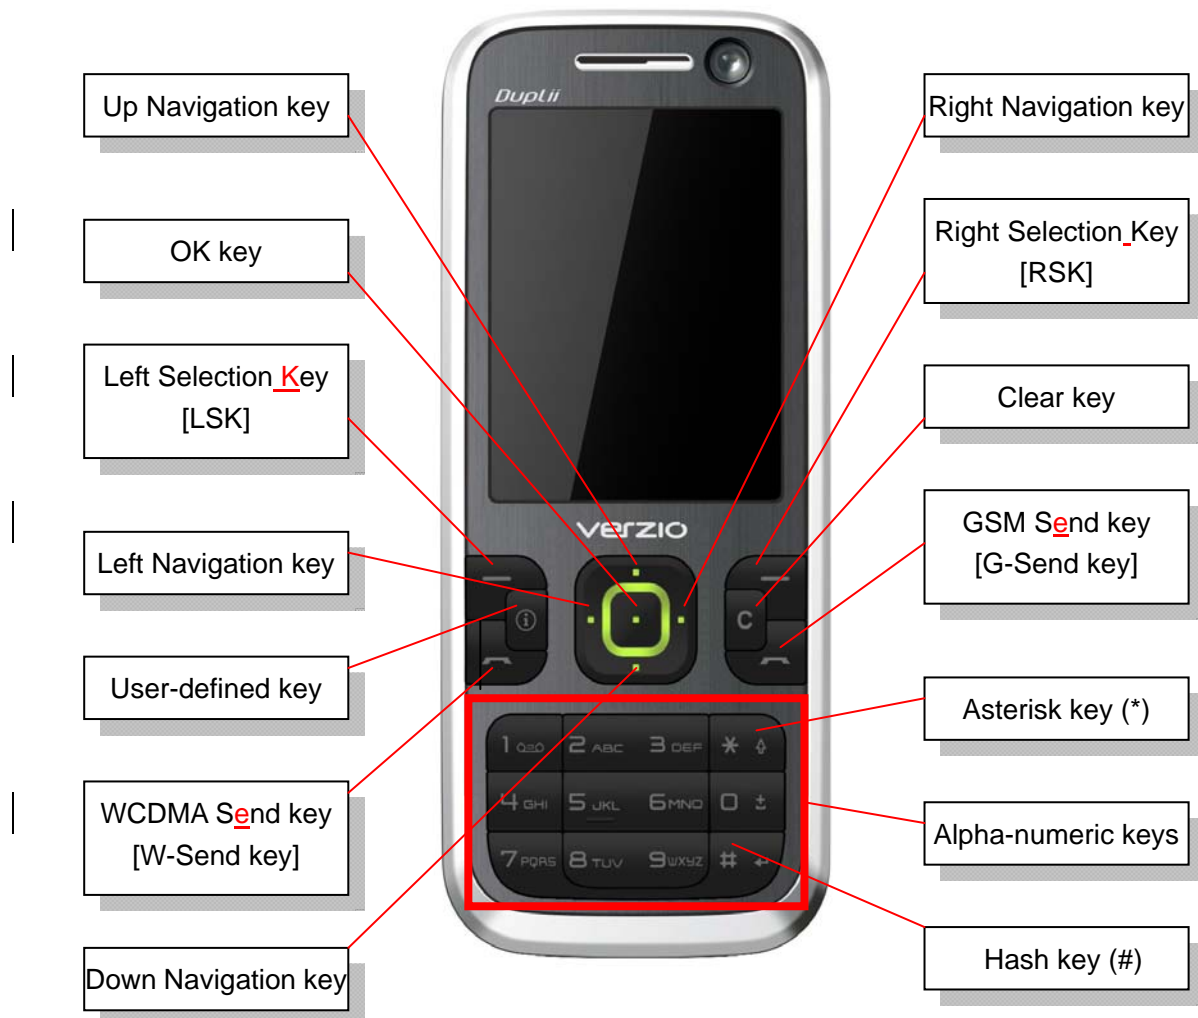 Up Navigation key
OK key
Left Selection Key
[LSK]
Left Navigation key
User-defined key
WCDMA Send key
[W-Send key]
Down Navigation key
Duplii
verzio
C
1
2 ABC
3 DEF
*
4 GHI
5 JKL
6 MNO
0 ±
7 PQRS
8 TUV
9 WXYZ
#
Right Navigation key
Right Selection Key
[RSK]
Clear key
GSM Send key
[G-Send key]
Asterisk key (*)
Alpha-numeric keys
Hash key (#)